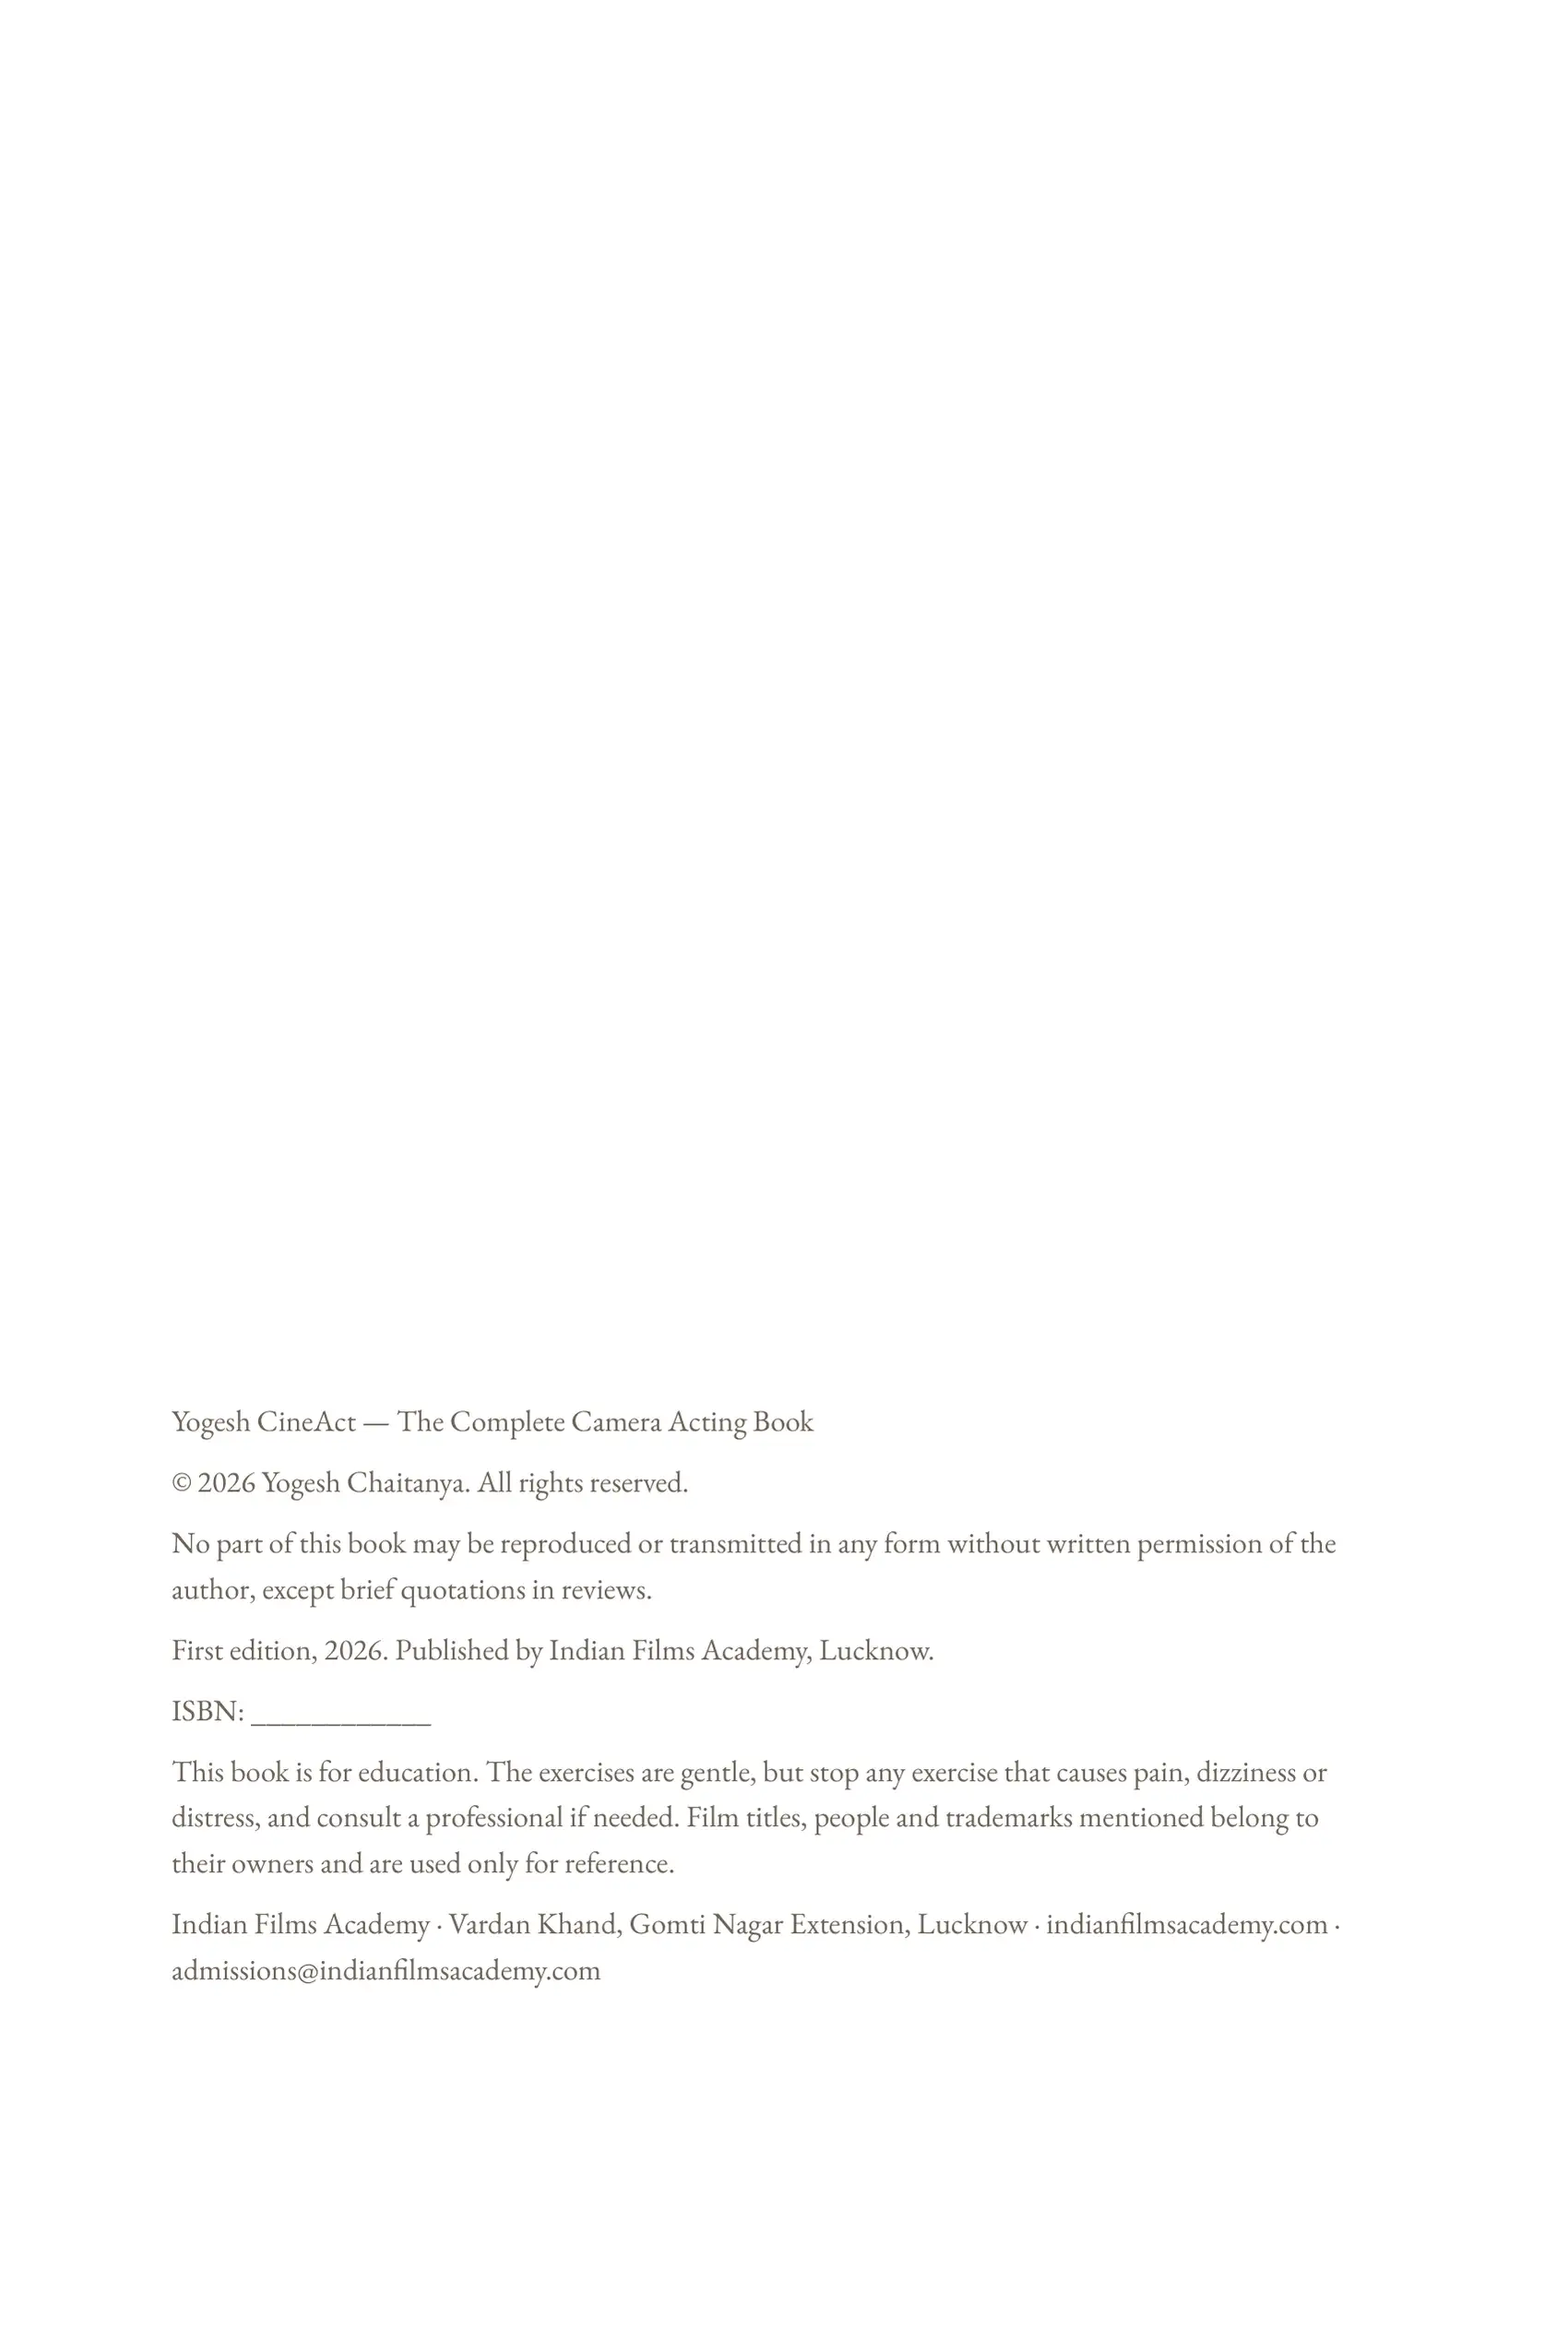 Yogesh CineAct — The Complete Camera Acting Book
© 2026 Yogesh Chaitanya. All rights reserved.
No part of this book may be reproduced or transmitted in any form without written permission of the
author, except brief quotations in reviews.
First edition, 2026. Published by Indian Films Academy, Lucknow.
ISBN: ____________
This book is for education. The exercises are gentle, but stop any exercise that causes pain, dizziness or
distress, and consult a professional if needed. Film titles, people and trademarks mentioned belong to
their owners and are used only for reference.
Indian Films Academy · Vardan Khand, Gomti Nagar Extension, Lucknow · indianfilmsacademy.com ·
admissions@indianfilmsacademy.com